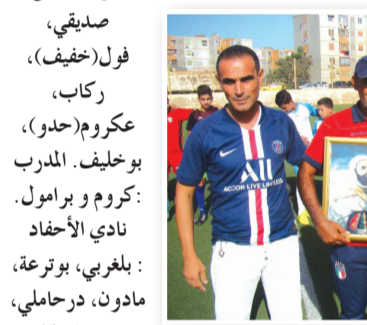 صديقي،
فول(خفيف)،
ركاب،
عكروم(حدو)،
بوخليف. المدرب
:كروم و برامول.
نادي الأحفاد
: بلغربي، بوترعة،
مادون، درحاملي،
ALL
ACCOR LIVE LIMITLESS